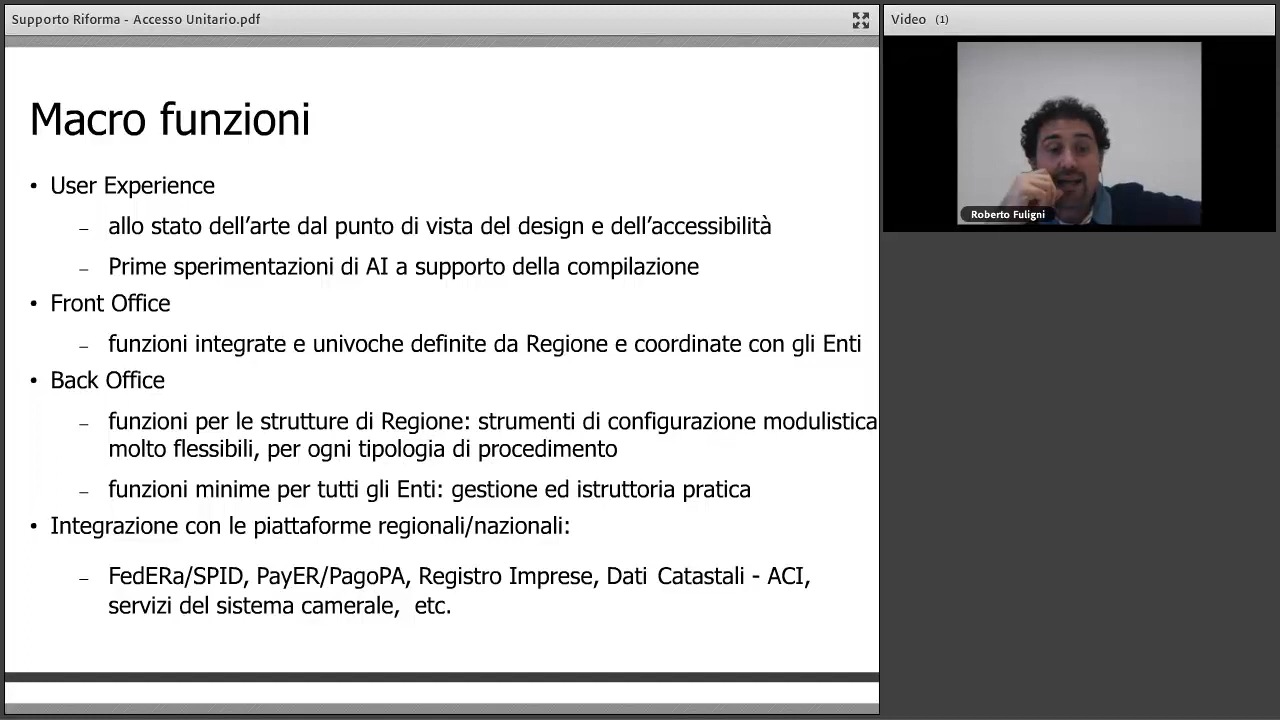 Supporto Riforma - Accesso Unitario.pdf
Video (1)
Macro funzioni
• User Experience
– allo stato dell’arte dal punto di vista del design e dell’accessibilità
– Prime sperimentazioni di AI a supporto della compilazione
• Front Office
– funzioni integrate e univoche definite da Regione e coordinate con gli Enti
• Back Office
– funzioni per le strutture di Regione: strumenti di configurazione modulistica
molto flessibili, per ogni tipologia di procedimento
– funzioni minime per tutti gli Enti: gestione ed istruttoria pratica
• Integrazione con le piattaforme regionali/nazionali:
– FedERa/SPID, PayER/PagoPA, Registro Imprese, Dati Catastali - ACI,
servizi del sistema camerale, etc.
Roberto Fuligni